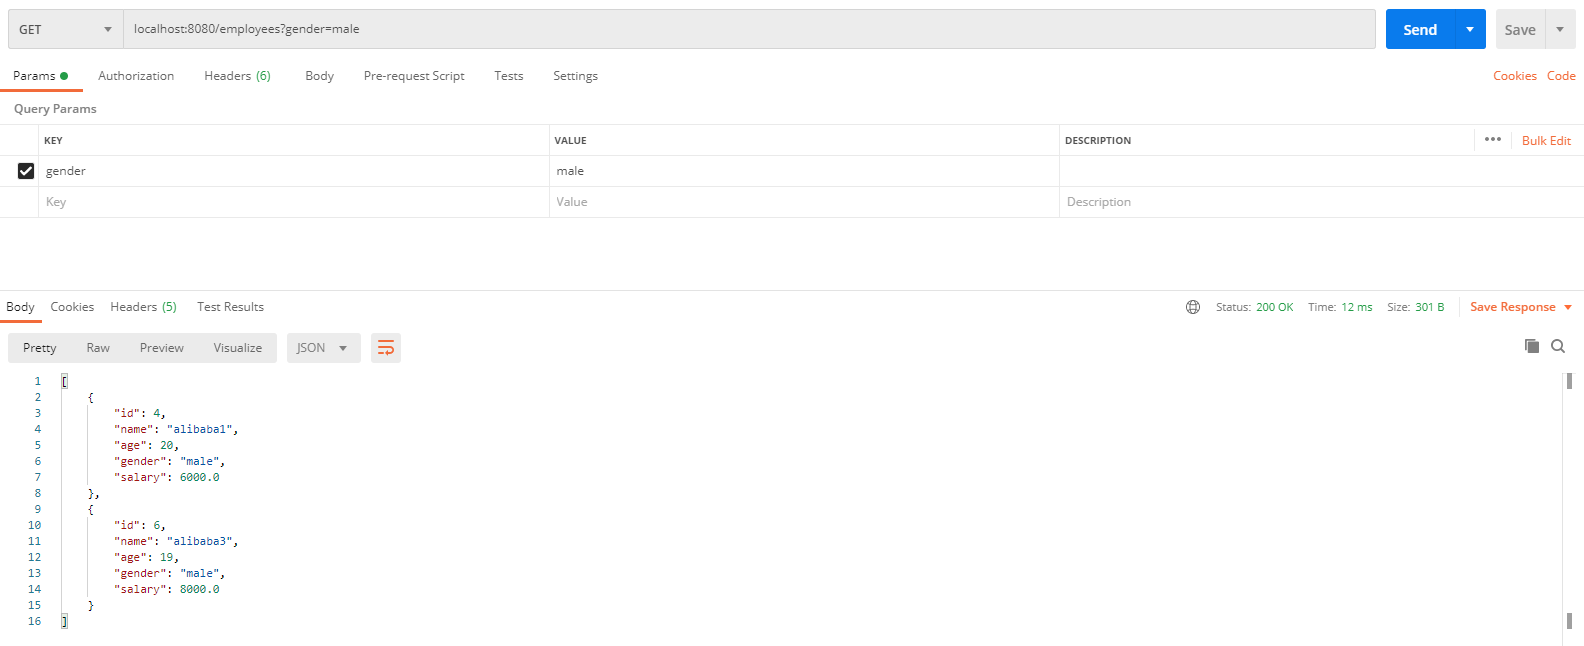 GET localhost:8080/employees?gender=male Send Save
Params Authorization Headers (6) Body Pre-request Script Tests Settings Cookies Code
Query Params
KEY VALUE DESCRIPTION ••• Bulk Edit
gender male
Key Value Description
Body Cookies Headers (5) Test Results Status: 200 OK Time: 12 ms Size: 301 B Save Response
Pretty Raw Preview Visualize JSON
1 [
2 {
3 "id": 4,
4 "name": "alibaba1",
5 "age": 20,
6 "gender": "male",
7 "salary": 6000.0
8 },
9 {
10 "id": 6,
11 "name": "alibaba3",
12 "age": 19,
13 "gender": "male",
14 "salary": 8000.0
15 }
16 ]